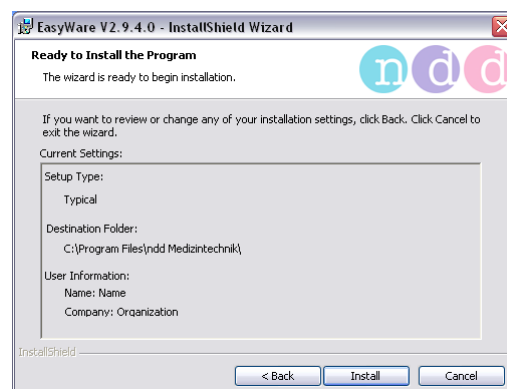 EasyWare V2.9.4.0 - InstallShield Wizard
Ready to Install the Program
The wizard is ready to begin installation.
ndd
If you want to review or change any of your installation settings, click Back. Click Cancel to
exit the wizard.
Current Settings:
Setup Type:
Typical
Destination Folder:
C:\Program Files\ndd Medizintechnik\
User Information:
Name: Name
Company: Organization
InstallShield
< Back Install Cancel